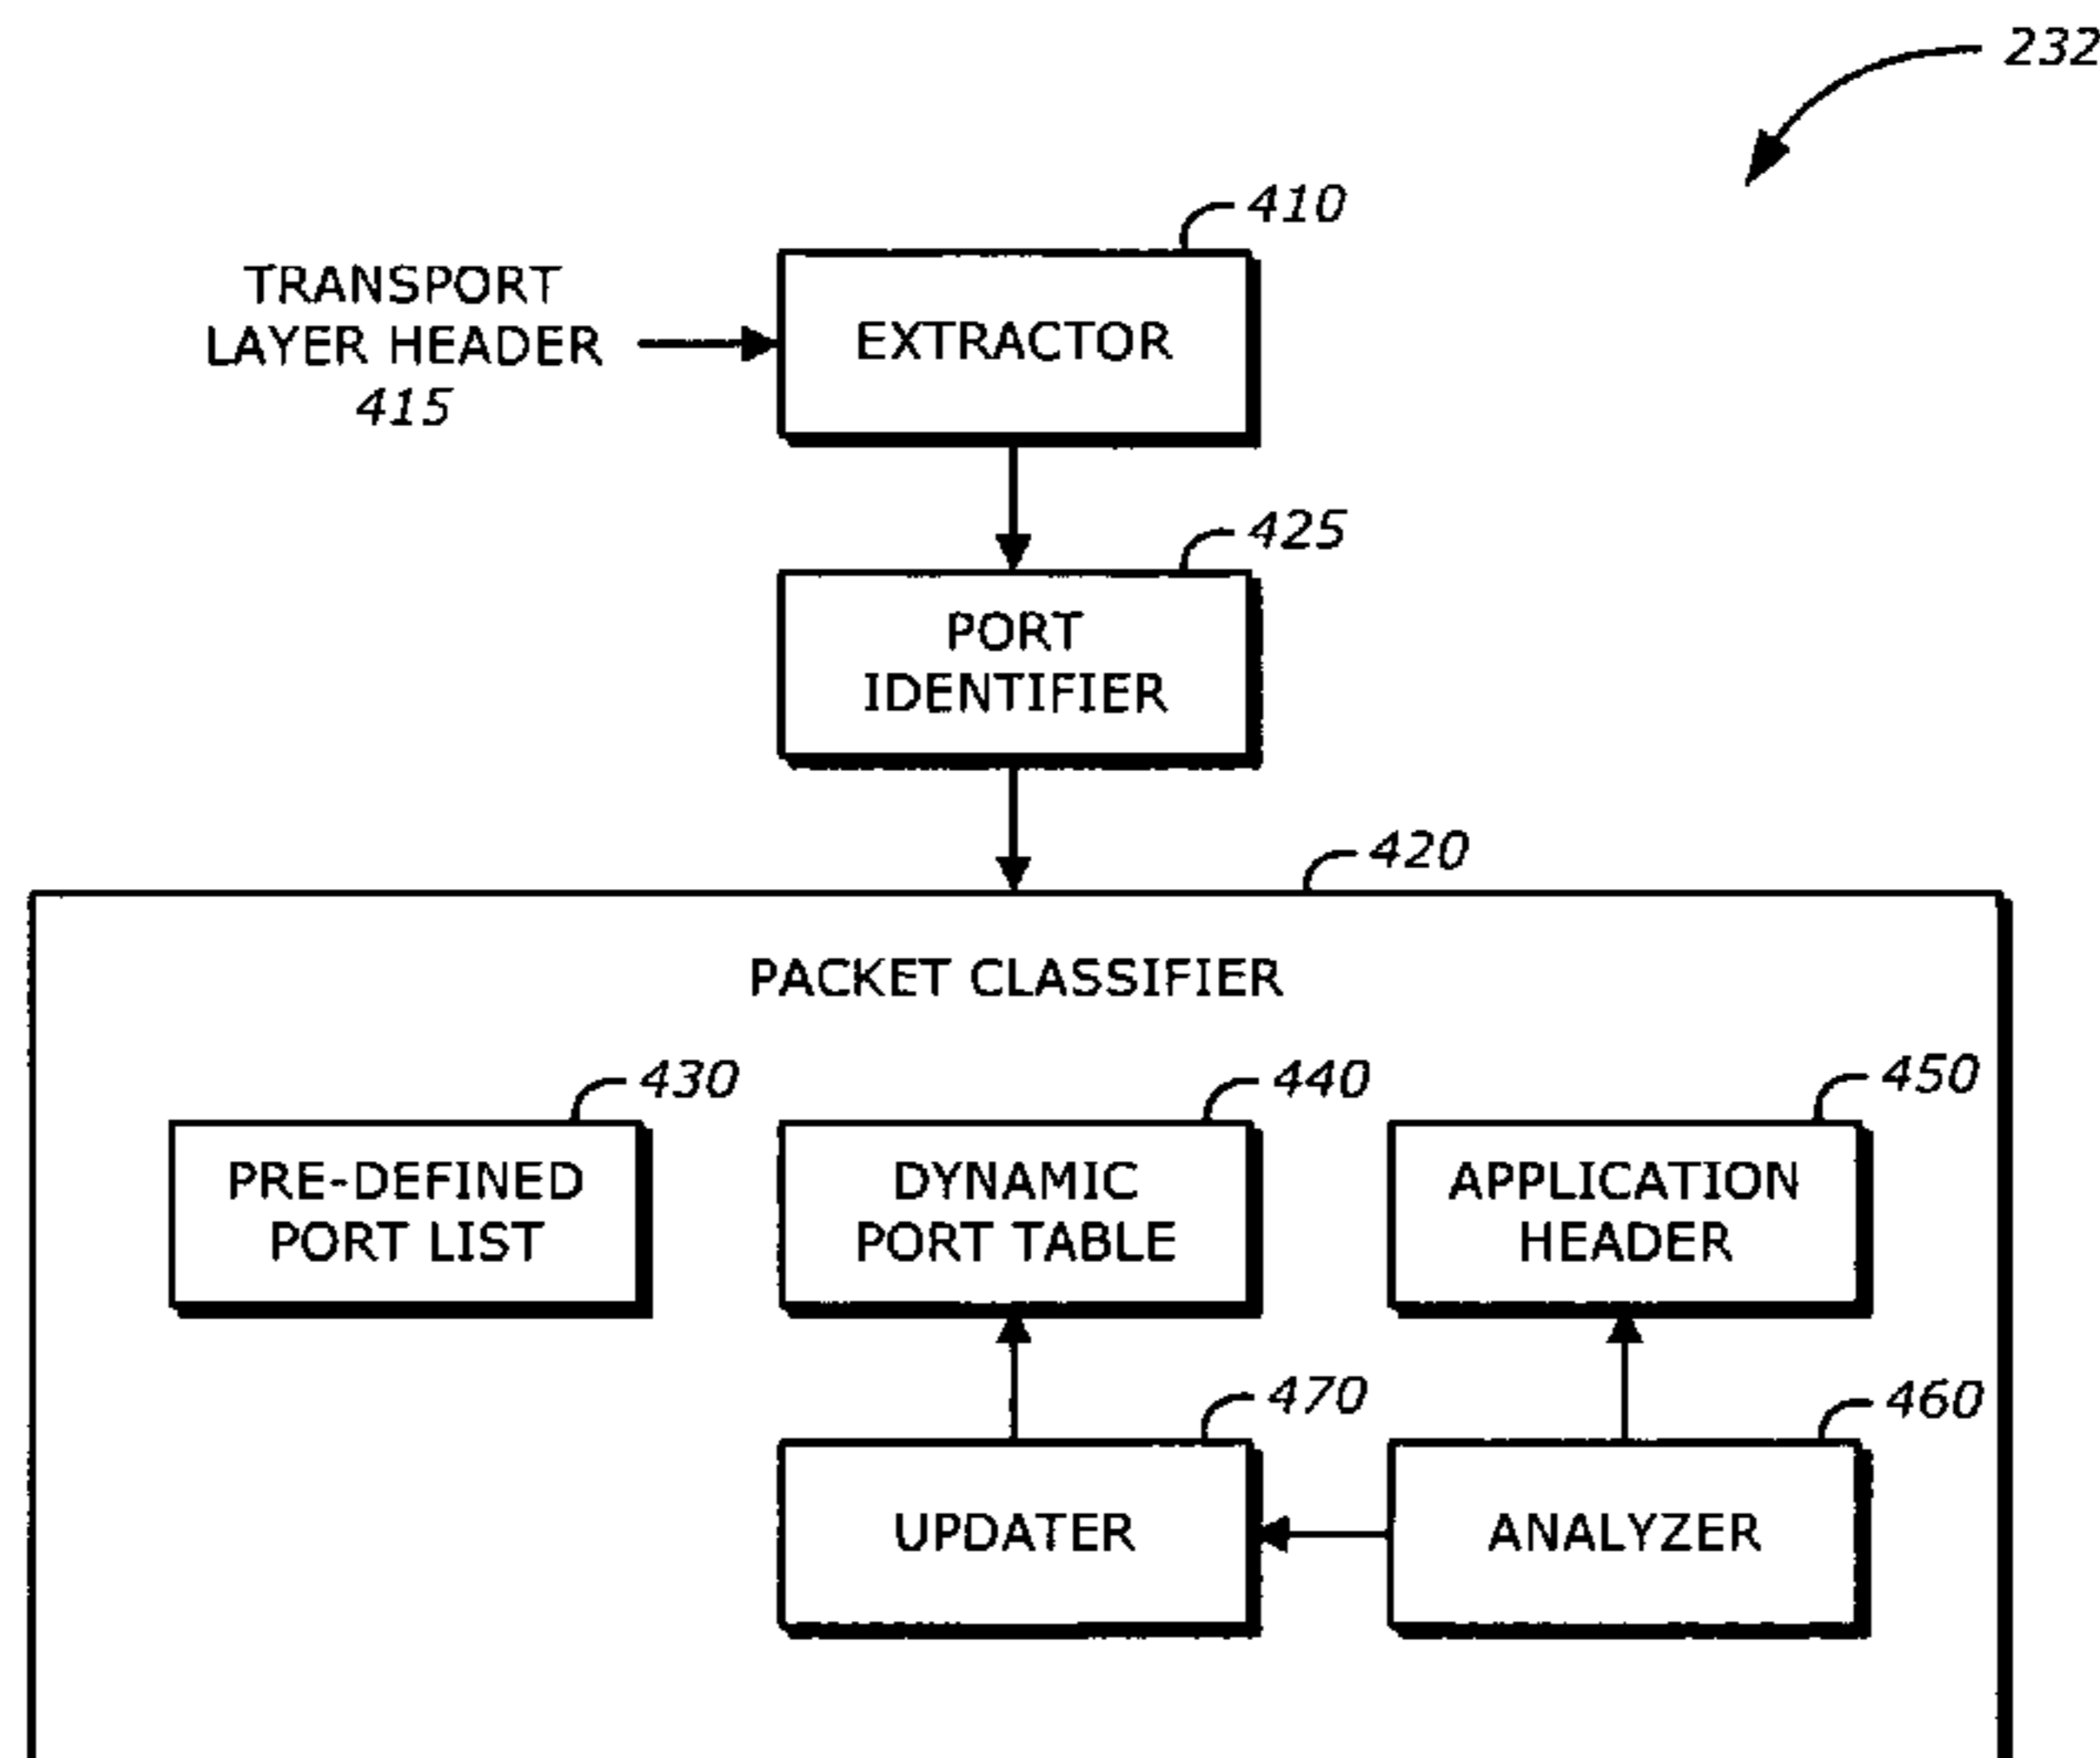 232
410
TRANSPORT
LAYER HEADER
415
EXTRACTOR
425
PORT
IDENTIFIER
420
PACKET CLASSIFIER
430
440
450
PRE-DEFINED
PORT LIST
DYNAMIC
PORT TABLE
APPLICATION
HEADER
470
460
UPDATER
ANALYZER